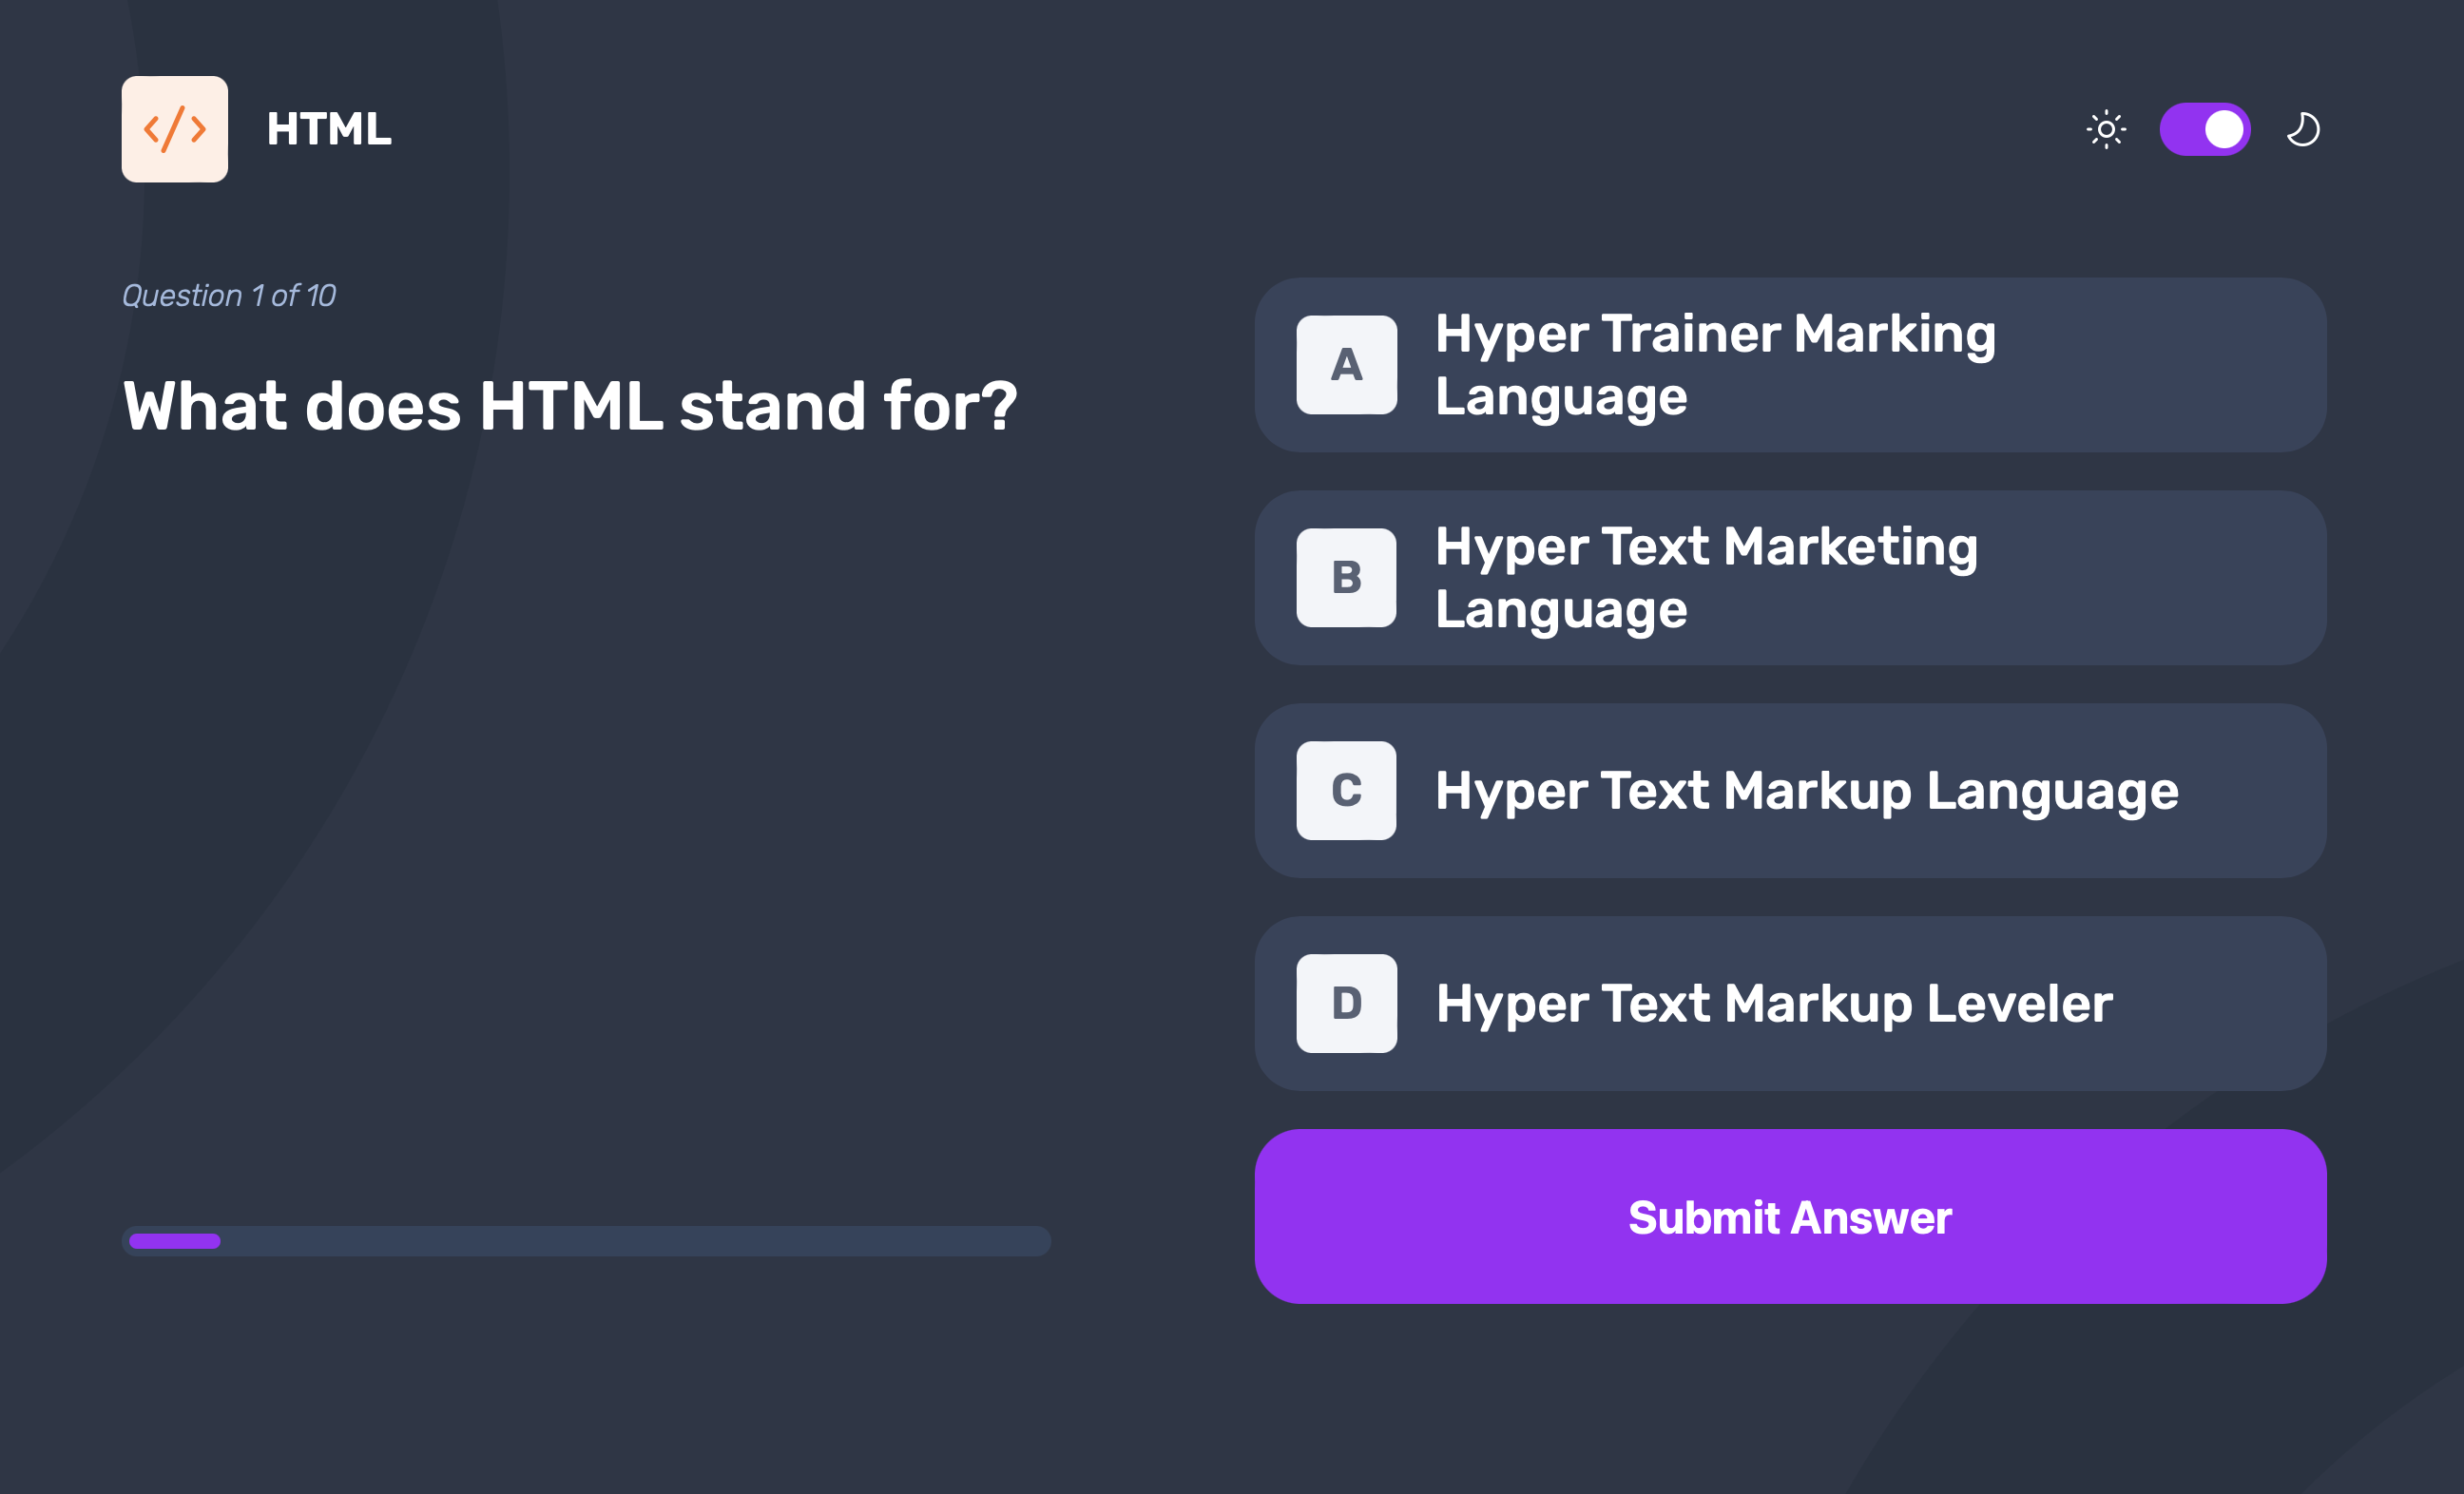 HTML
Question 1 of 10
What does HTML stand for?
A
Hyper Trainer Marking
Language
B
Hyper Text Marketing
Language
C
Hyper Text Markup Language
D
Hyper Text Markup Leveler
Submit Answer